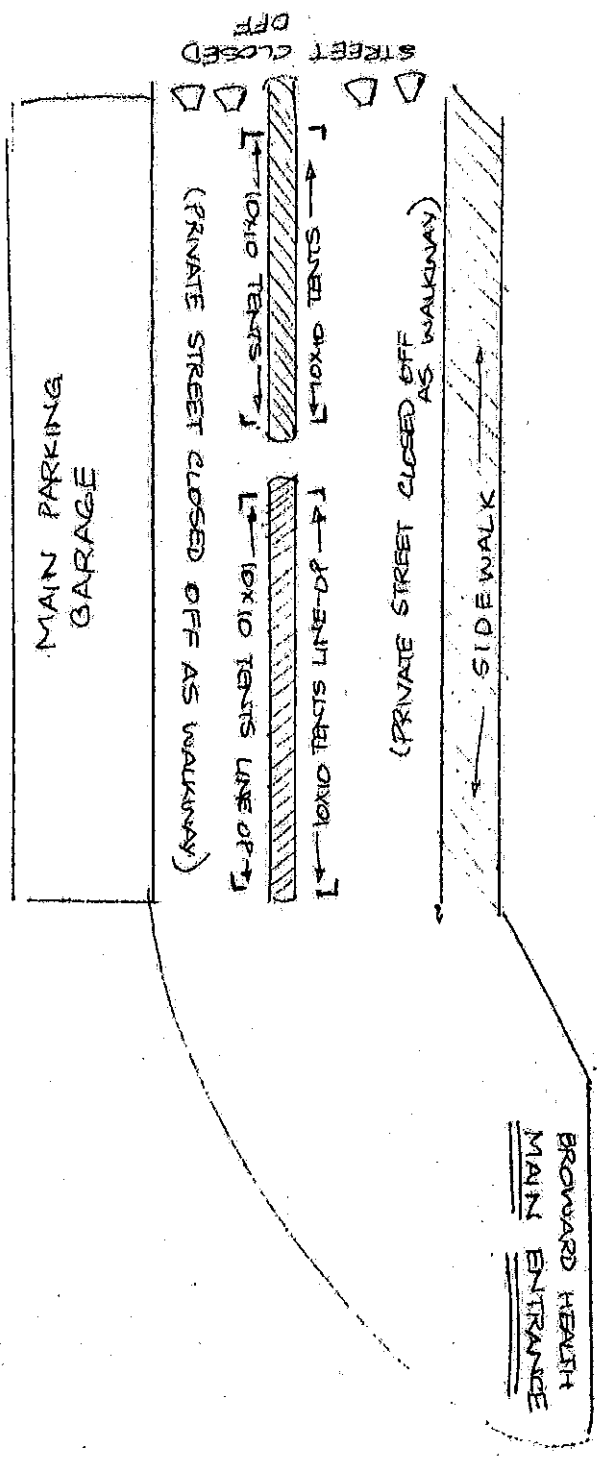 STREET CLOSED
OFF
MAIN PARKING
GARAGE
(PRIVATE STREET CLOSED OFF AS WALKWAY)
10X10 TENTS
10X10 TENTS LINE UP
10X10 TENTS
10X10 TENTS LINE-UP
(PRIVATE STREET CLOSED OFF
AS WALKWAY)
SIDEWALK
BROWARD HEALTH
MAIN ENTRANCE